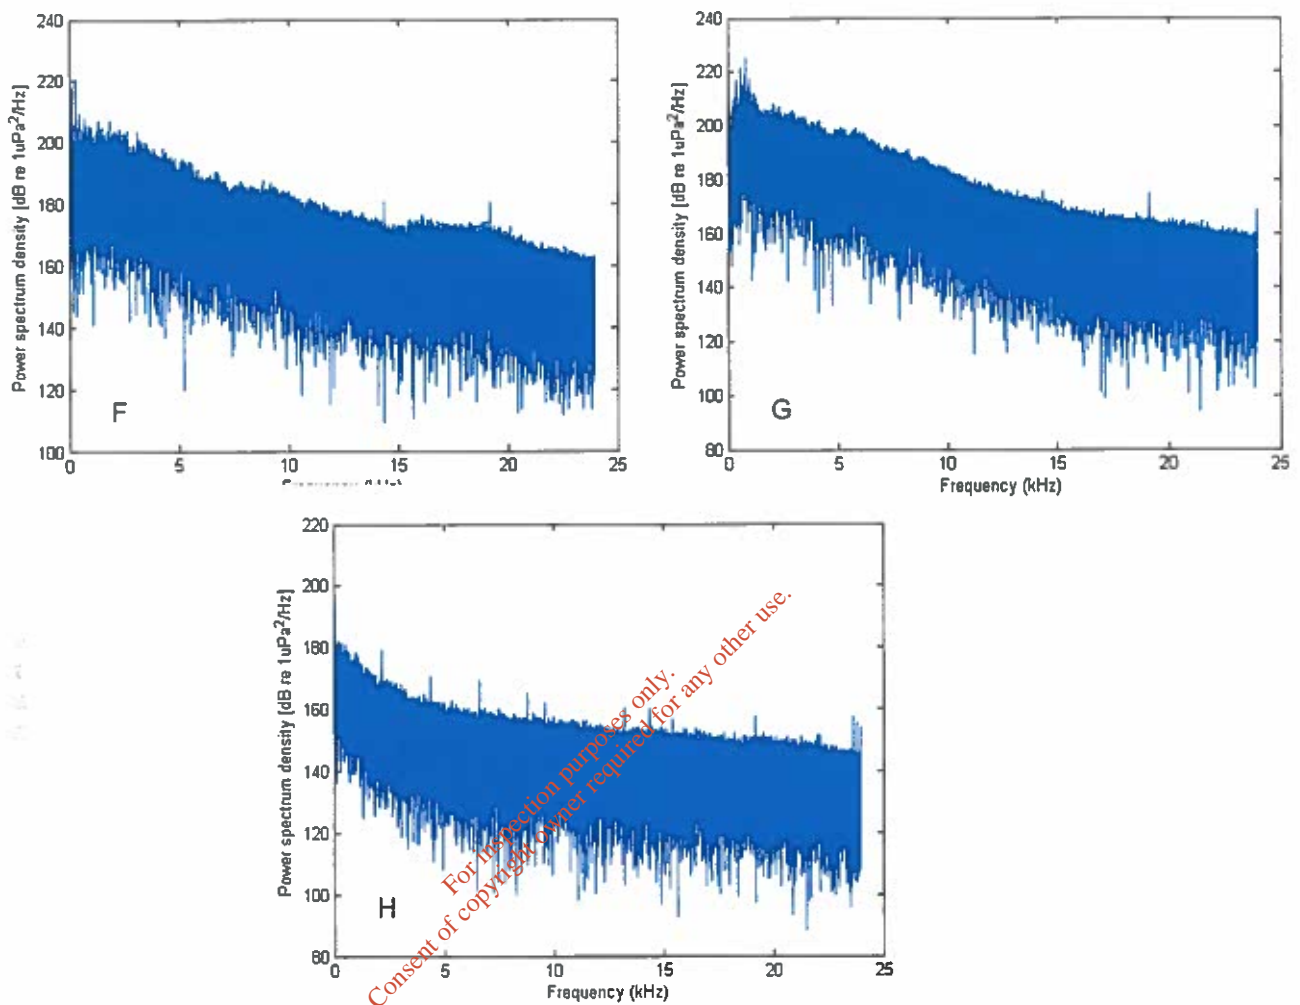 240
220
200
180
160
140
120
100
Power spectrum density [dB re 1uPa²/Hz]
F
0 5 10 15 20 25
240
220
200
180
160
140
120
100
80
Power spectrum density [dB re 1uPa²/Hz]
G
0 5 10 15 20 25
Frequency (kHz)
220
200
180
160
140
120
100
80
Power spectrum density [dB re 1uPa²/Hz]
H
0 5 10 15 20 25
Frequency (kHz)
For inspection purposes only.
Consent of copyright owner required for any other use.